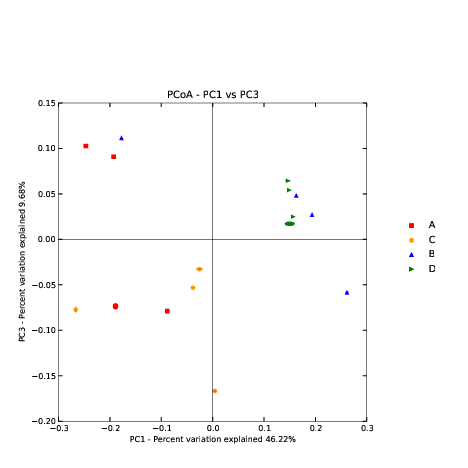 PCoA - PC1 vs PC3
0.15
0.10
0.05
0.00
−0.05
−0.10
−0.15
−0.20
PC3 - Percent variation explained 9.68%
−0.3
−0.2
−0.1
0.0
0.1
0.2
0.3
PC1 - Percent variation explained 46.22%
A
C
B
D